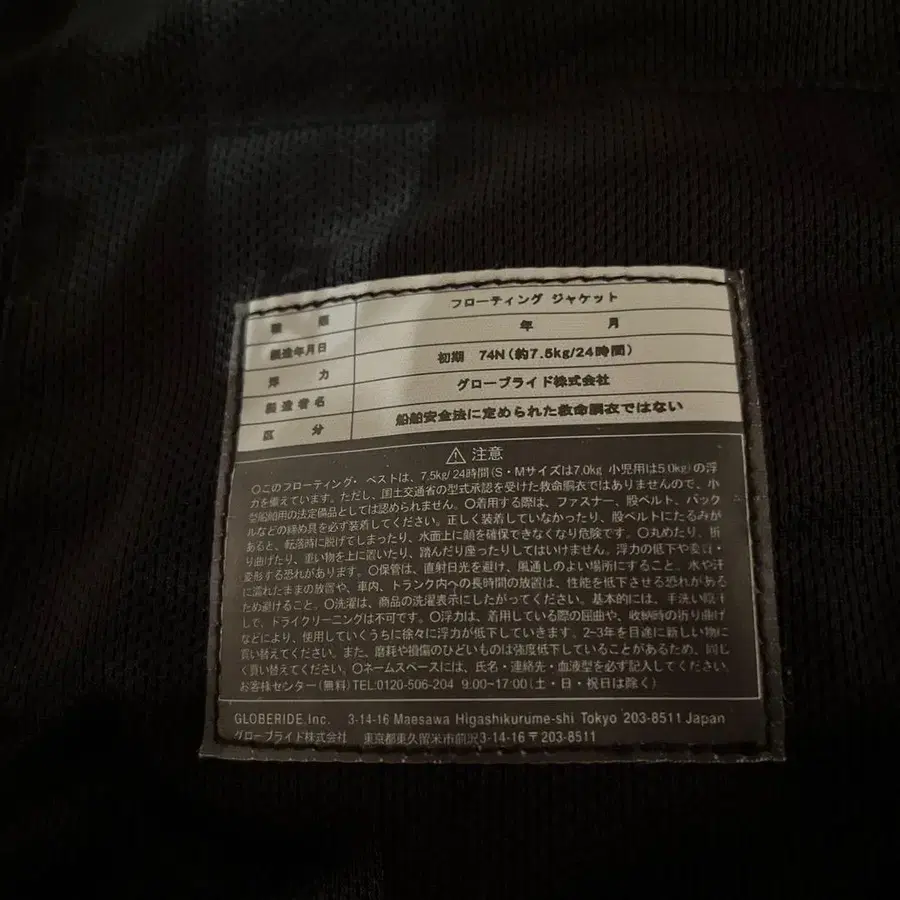 種類 フローティング ジャケット
製造年月日 年 月
浮力 初期 74N(約7.5kg/24時間)
製造者名 グローブライド株式会社
区分 船舶安全法に定められた救命胴衣ではない
⚠ 注意
○このフローティング・ベストは、7.5kg/24時間(S・Mサイズは7.0kg 小児用は5.0kg)の浮
力を備えています。ただし、国土交通省の型式承認を受けた救命胴衣ではありませんので、小
型船舶用の法定備品としては認められません。○着用する際は、ファスナー、股ベルト、バック
ルなどの締め具を必ず装着してください。正しく装着していなかったり、股ベルトにたるみが
あると、転落時に脱げてしまったり、水面上に顔を確保できなくなり危険です。○丸めたり、折
り曲げたり、重い物を上に置いたり、踏んだり座ったりしてはいけません。浮力の低下や変質・
変形する恐れがあります。○保管は、直射日光を避け、風通しのよい場所にすること。水や汗
に濡れたままの放置や、車内、トランク内への長時間の放置は、性能を低下させる恐れがある
ため避けること。○洗濯は、商品の洗濯表示にしたがってください。基本的には、手洗い陰干
しで、ドライクリーニングは不可です。○浮力は、着用している際の屈曲や、収納時の折り曲げ
などにより、使用していくうちに徐々に浮力が低下していきます。2~3年を目途に新しい物に
買い替えてください。また、磨耗や損傷のひどいものは強度低下していることがあるため、同じ
く買い替えてください。○ネームスペースには、氏名・連絡先・血液型を必ず記入してください。
お客様センター(無料)TEL:0120-506-204 9:00~17:00(土・日・祝日は除く)
GLOBERIDE,Inc. 3-14-16 Maesawa Higashikurume-shi Tokyo 203-8511 Japan
グローブライド株式会社 東京都東久留米市前沢3-14-16 〒203-8511